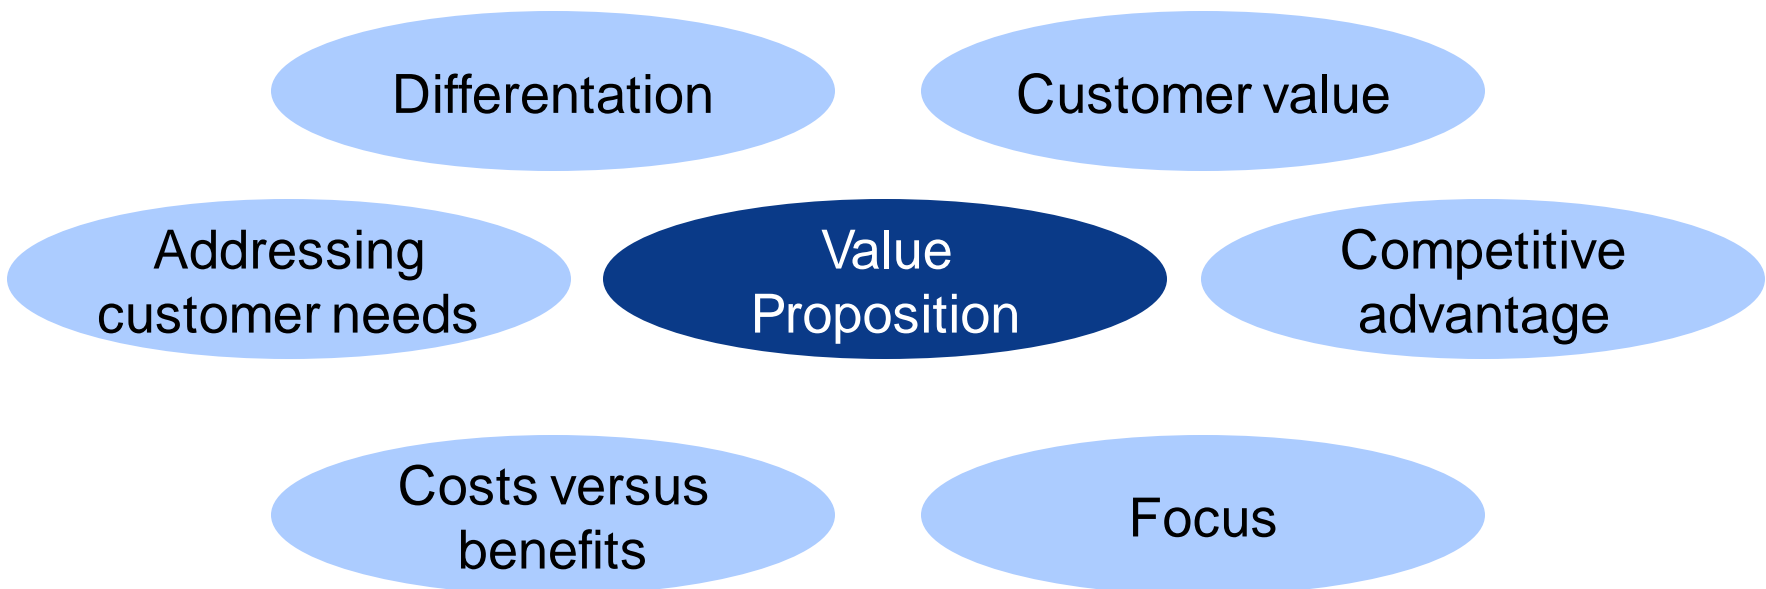 Differentation
Customer value
Addressing
customer needs
Value
Proposition
Competitive
advantage
Costs versus
benefits
Focus